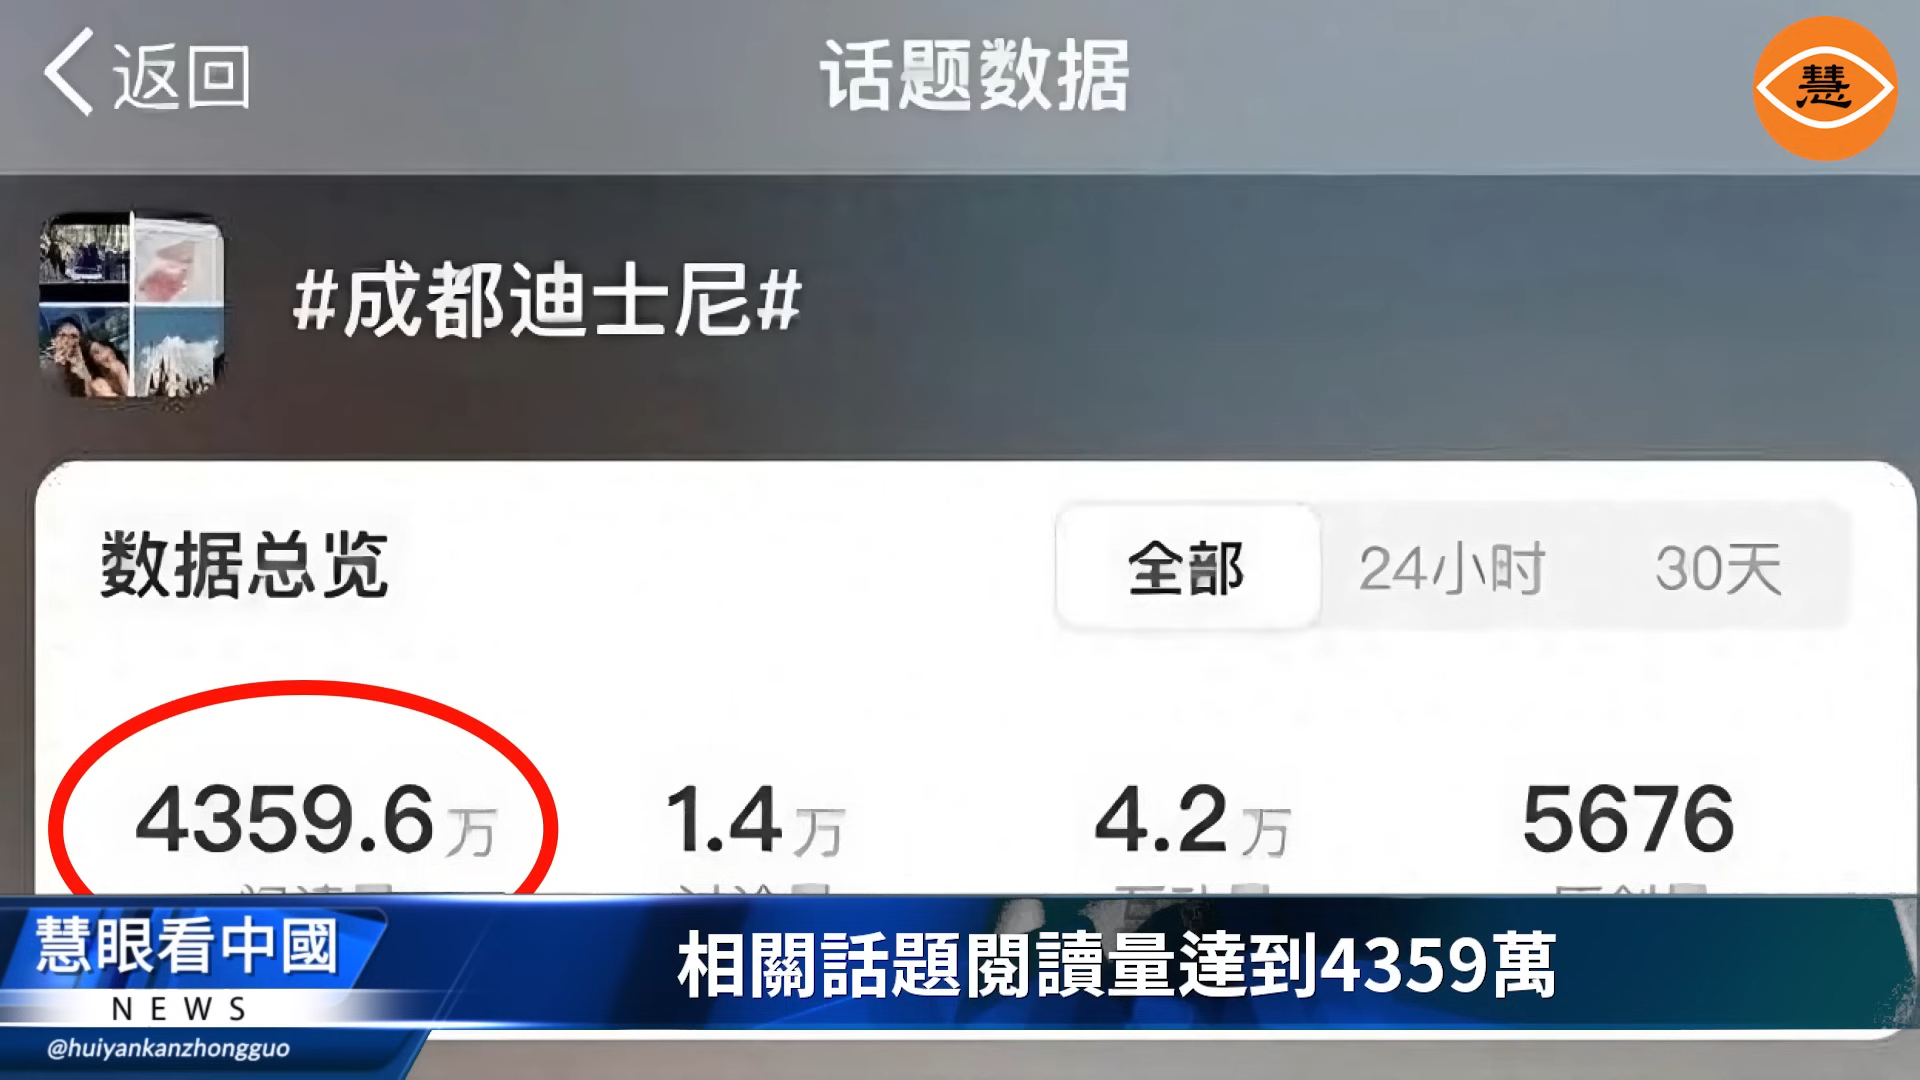 返回
话题数据
慧
#成都迪士尼#
数据总览
全部
24小时
30天
4359.6万
1.4万
4.2万
5676
慧眼看中國
NEWS
@huiyankanzhongguo
相關話題閱讀量達到4359萬